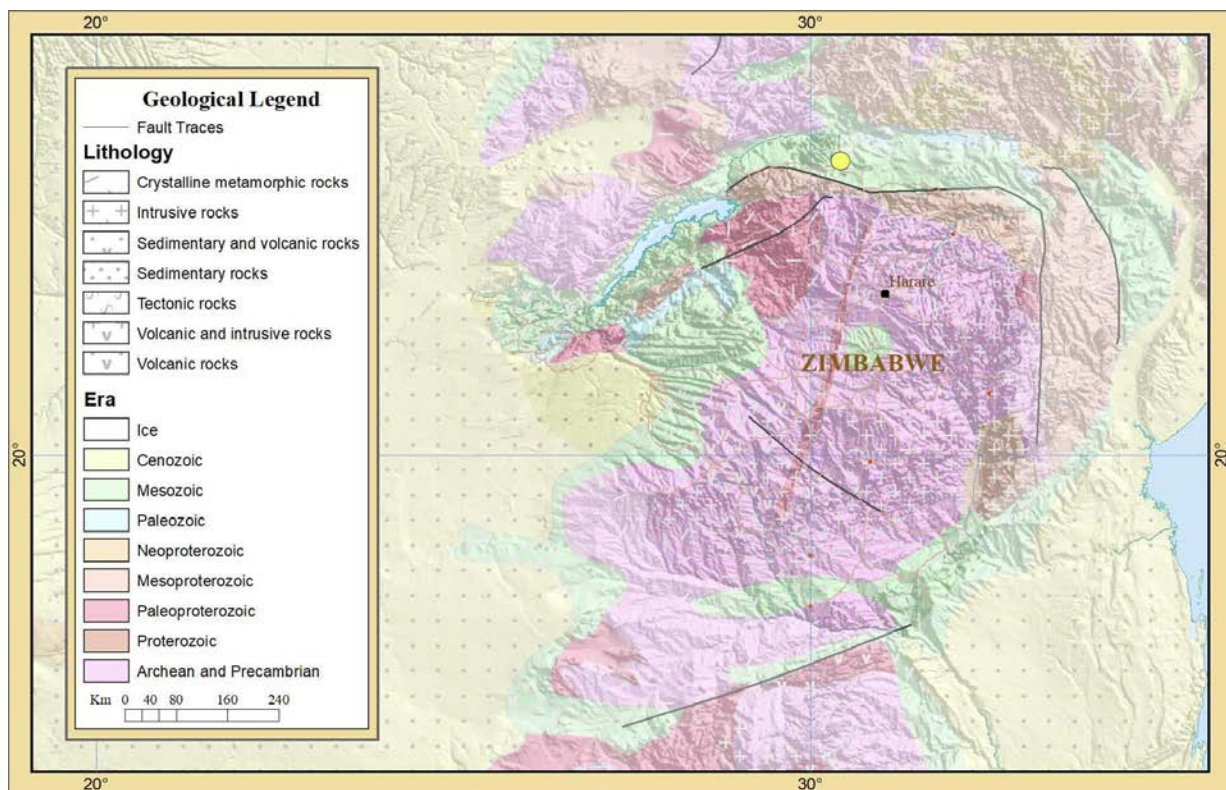 20°
30°
Geological Legend
Fault Traces
Lithology
Crystalline metamorphic rocks
Intrusive rocks
Sedimentary and volcanic rocks
Sedimentary rocks
Tectonic rocks
Volcanic and intrusive rocks
Volcanic rocks
Era
Ice
Cenozoic
Mesozoic
Paleozoic
Neoproterozoic
Mesoproterozoic
Paleoproterozoic
Proterozoic
Archean and Precambrian
Km 0 40 80 160 240
Harare
ZIMBABWE
20°
20°
20°
30°